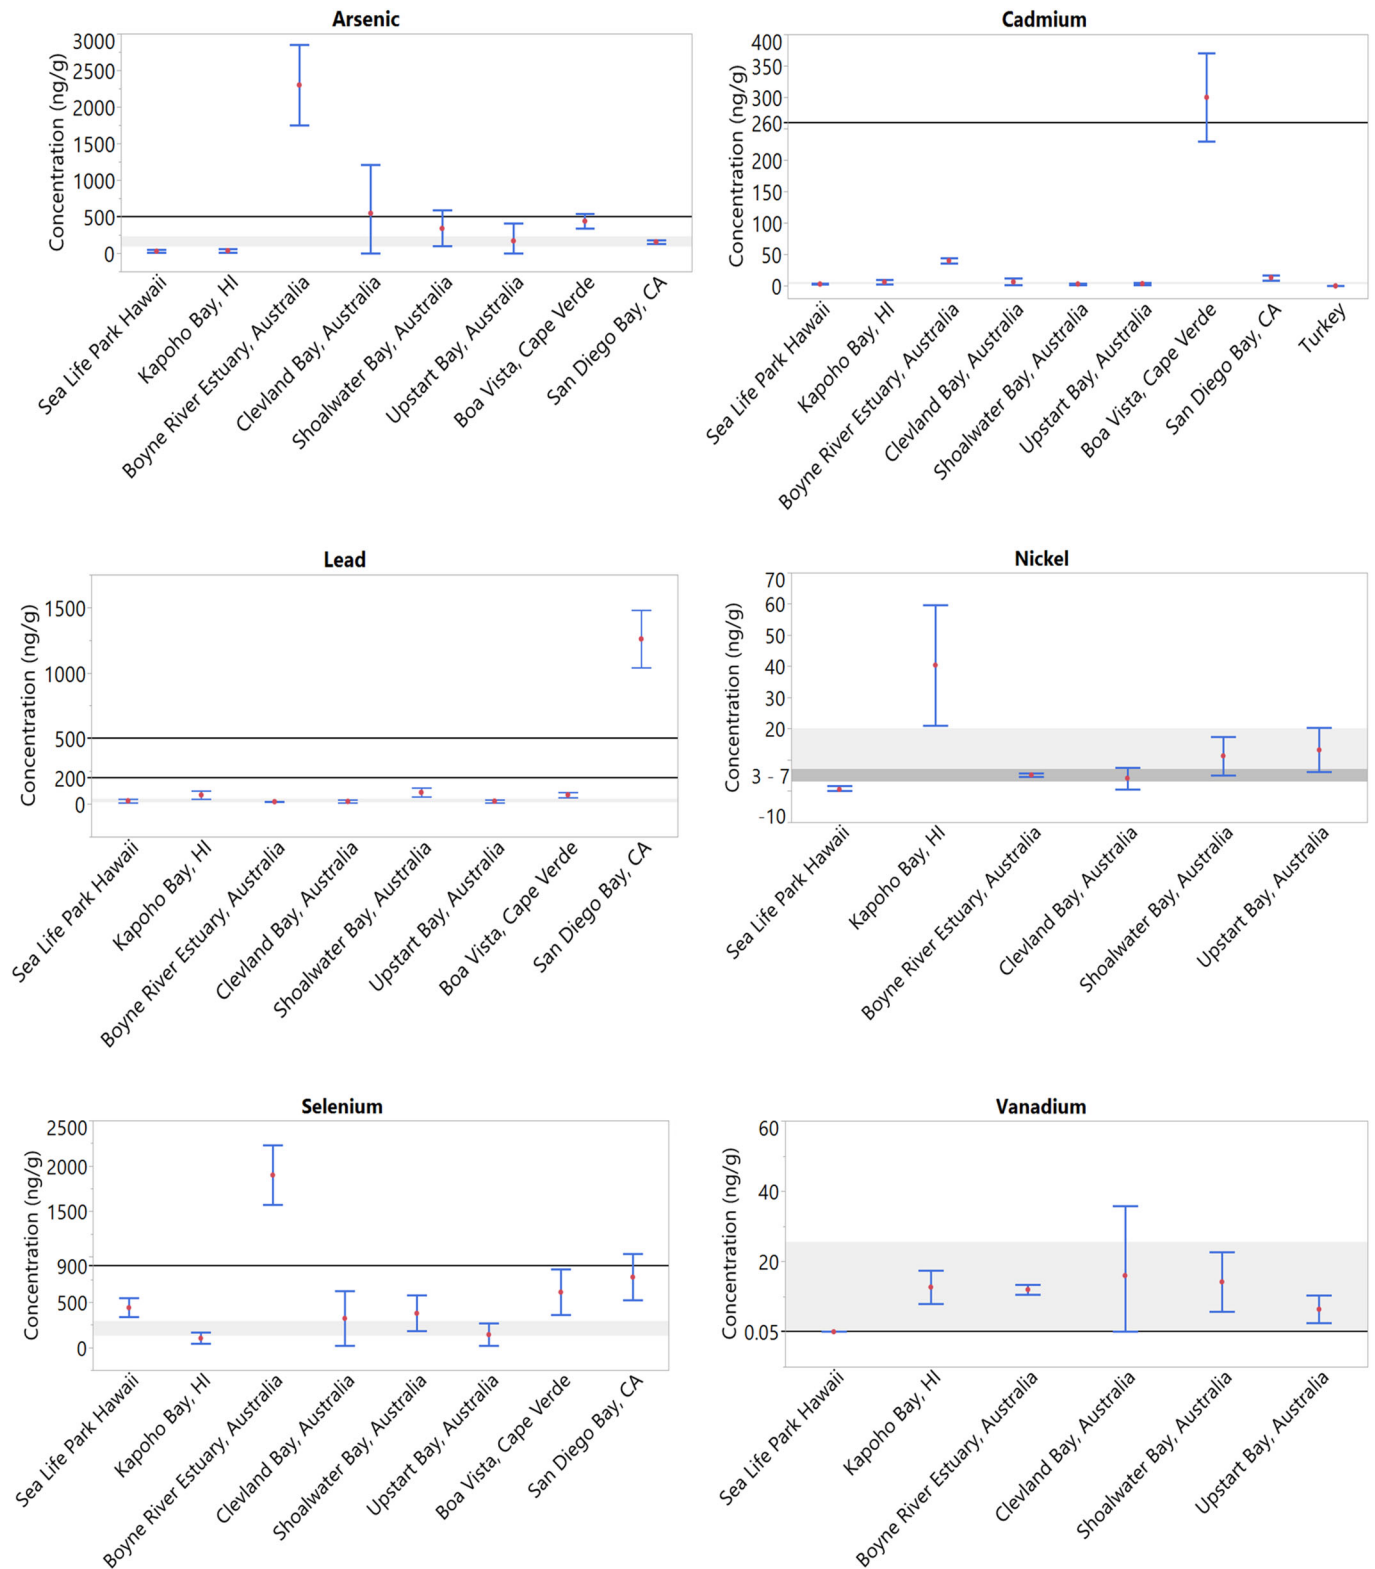 Arsenic
Concentration (ng/g)
3000
2500
2000
1500
1000
500
0
Sea Life Park Hawaii
Kapoho Bay, HI
Boyne River Estuary, Australia
Clevland Bay, Australia
Shoalwater Bay, Australia
Upstart Bay, Australia
Boa Vista, Cape Verde
San Diego Bay, CA
Cadmium
Concentration (ng/g)
400
350
300
260
200
150
100
50
0
Sea Life Park Hawaii
Kapoho Bay, HI
Boyne River Estuary, Australia
Clevland Bay, Australia
Shoalwater Bay, Australia
Upstart Bay, Australia
Boa Vista, Cape Verde
San Diego Bay, CA
Turkey
Lead
Concentration (ng/g)
1500
1000
500
200
0
Sea Life Park Hawaii
Kapoho Bay, HI
Boyne River Estuary, Australia
Clevland Bay, Australia
Shoalwater Bay, Australia
Upstart Bay, Australia
Boa Vista, Cape Verde
San Diego Bay, CA
Nickel
Concentration (ng/g)
70
60
50
40
30
20
3 - 7
-10
Sea Life Park Hawaii
Kapoho Bay, HI
Boyne River Estuary, Australia
Clevland Bay, Australia
Shoalwater Bay, Australia
Upstart Bay, Australia
Selenium
Concentration (ng/g)
2500
2000
1500
900
500
0
Sea Life Park Hawaii
Kapoho Bay, HI
Boyne River Estuary, Australia
Clevland Bay, Australia
Shoalwater Bay, Australia
Upstart Bay, Australia
Boa Vista, Cape Verde
San Diego Bay, CA
Vanadium
Concentration (ng/g)
60
40
20
0.05
Sea Life Park Hawaii
Kapoho Bay, HI
Boyne River Estuary, Australia
Clevland Bay, Australia
Shoalwater Bay, Australia
Upstart Bay, Australia